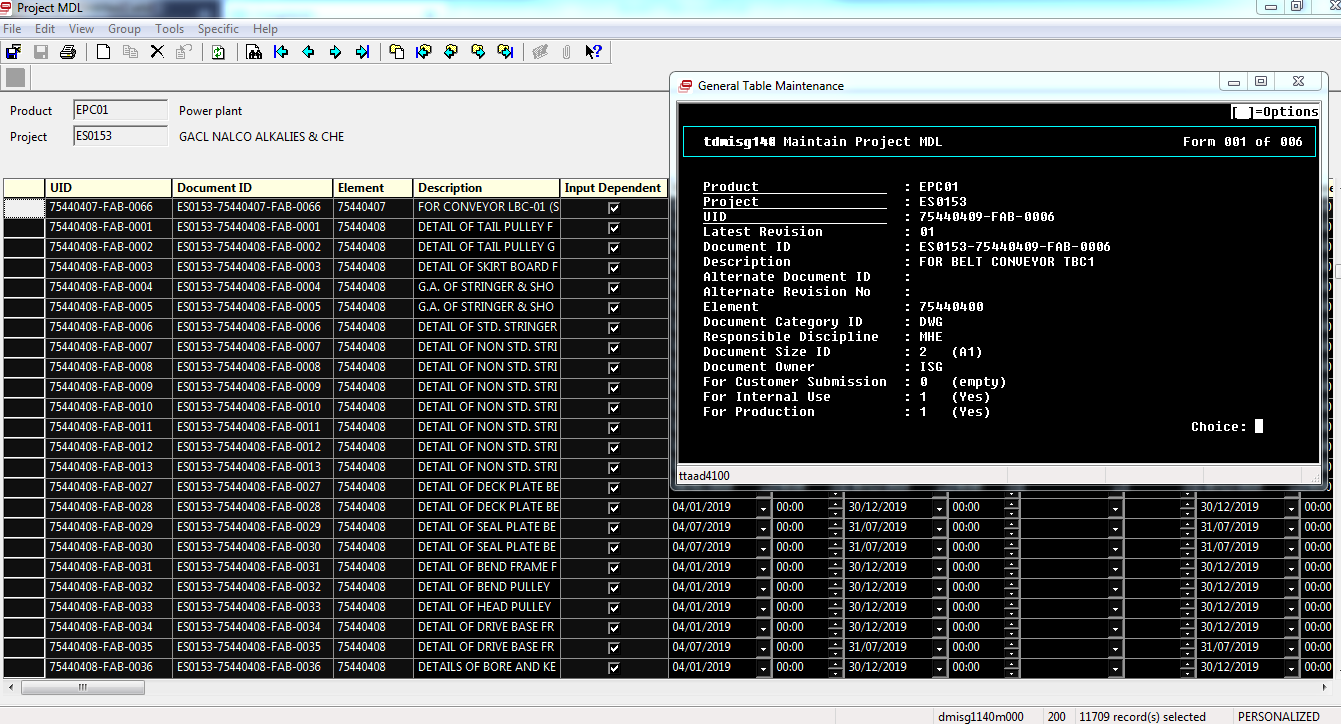 Project MDL
File Edit View Group Tools Specific Help
Product EPC01 Power plant
Project ES0153 GACL NALCO ALKALIES & CHE
UID Document ID Element Description Input Dependent
75440407-FAB-0066 ES0153-75440407-FAB-0066 75440407 FOR CONVEYOR LBC-01 (S
75440408-FAB-0001 ES0153-75440408-FAB-0001 75440408 DETAIL OF TAIL PULLEY F
75440408-FAB-0002 ES0153-75440408-FAB-0002 75440408 DETAIL OF TAIL PULLEY G
75440408-FAB-0003 ES0153-75440408-FAB-0003 75440408 DETAIL OF SKIRT BOARD F
75440408-FAB-0004 ES0153-75440408-FAB-0004 75440408 G.A. OF STRINGER & SHO
75440408-FAB-0005 ES0153-75440408-FAB-0005 75440408 G.A. OF STRINGER & SHO
75440408-FAB-0006 ES0153-75440408-FAB-0006 75440408 DETAIL OF STD. STRINGER
75440408-FAB-0007 ES0153-75440408-FAB-0007 75440408 DETAIL OF NON STD. STRI
75440408-FAB-0008 ES0153-75440408-FAB-0008 75440408 DETAIL OF NON STD. STRI
75440408-FAB-0009 ES0153-75440408-FAB-0009 75440408 DETAIL OF NON STD. STRI
75440408-FAB-0010 ES0153-75440408-FAB-0010 75440408 DETAIL OF NON STD. STRI
75440408-FAB-0011 ES0153-75440408-FAB-0011 75440408 DETAIL OF NON STD. STRI
75440408-FAB-0012 ES0153-75440408-FAB-0012 75440408 DETAIL OF NON STD. STRI
75440408-FAB-0013 ES0153-75440408-FAB-0013 75440408 DETAIL OF NON STD. STRI
75440408-FAB-0027 ES0153-75440408-FAB-0027 75440408 DETAIL OF DECK PLATE BE
75440408-FAB-0028 ES0153-75440408-FAB-0028 75440408 DETAIL OF DECK PLATE BE 04/01/2019 00:00 30/12/2019 00:00 30/12/2019 00:00
75440408-FAB-0029 ES0153-75440408-FAB-0029 75440408 DETAIL OF SEAL PLATE BE 04/07/2019 00:00 31/07/2019 00:00 31/07/2019 00:00
75440408-FAB-0030 ES0153-75440408-FAB-0030 75440408 DETAIL OF SEAL PLATE BE 04/07/2019 00:00 31/07/2019 00:00 31/07/2019 00:00
75440408-FAB-0031 ES0153-75440408-FAB-0031 75440408 DETAIL OF BEND FRAME F 04/01/2019 00:00 30/12/2019 00:00 30/12/2019 00:00
75440408-FAB-0032 ES0153-75440408-FAB-0032 75440408 DETAIL OF BEND PULLEY 04/01/2019 00:00 30/12/2019 00:00 30/12/2019 00:00
75440408-FAB-0033 ES0153-75440408-FAB-0033 75440408 DETAIL OF HEAD PULLEY 04/01/2019 00:00 30/12/2019 00:00 30/12/2019 00:00
75440408-FAB-0034 ES0153-75440408-FAB-0034 75440408 DETAIL OF DRIVE BASE FR 04/01/2019 00:00 30/12/2019 00:00 30/12/2019 00:00
75440408-FAB-0035 ES0153-75440408-FAB-0035 75440408 DETAIL OF DRIVE BASE FR 04/07/2019 00:00 31/07/2019 00:00 31/07/2019 00:00
75440408-FAB-0036 ES0153-75440408-FAB-0036 75440408 DETAILS OF BORE AND KE 04/01/2019 00:00 30/12/2019 00:00 30/12/2019 00:00
General Table Maintenance
[ ]=Options
tdmisg140 Maintain Project MDL Form 001 of 006
Product : EPC01
Project : ES0153
UID : 75440409-FAB-0006
Latest Revision : 01
Document ID : ES0153-75440409-FAB-0006
Description : FOR BELT CONVEYOR TBC1
Alternate Document ID :
Alternate Revision No :
Element : 75440400
Document Category ID : DWG
Responsible Discipline : MHE
Document Size ID : 2 (A1)
Document Owner : ISG
For Customer Submission : 0 (empty)
For Internal Use : 1 (Yes)
For Production : 1 (Yes)
Choice:
ttaad4100
dmisg1140m000 200 11709 record(s) selected PERSONALIZED